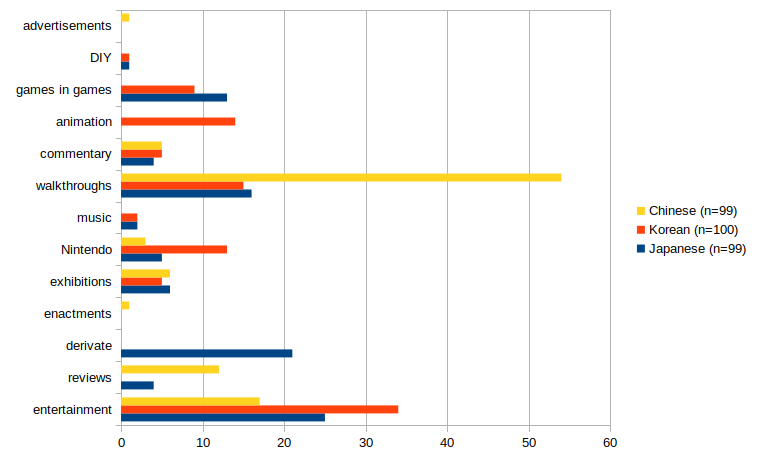 advertisements
DIY
games in games
animation
commentary
walkthroughs
music
Nintendo
exhibitions
enactments
derivate
reviews
entertainment
0 10 20 30 40 50 60
Chinese (n=99)
Korean (n=100)
Japanese (n=99)